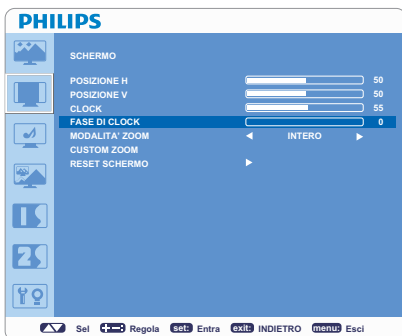 PHILIPS
SCHERMO
POSIZIONE H 50
POSIZIONE V 50
CLOCK 55
FASE DI CLOCK 0
MODALITA' ZOOM INTERO
CUSTOM ZOOM
RESET SCHERMO
Sel Regola set: Entra exit: INDIETRO menu: Esci